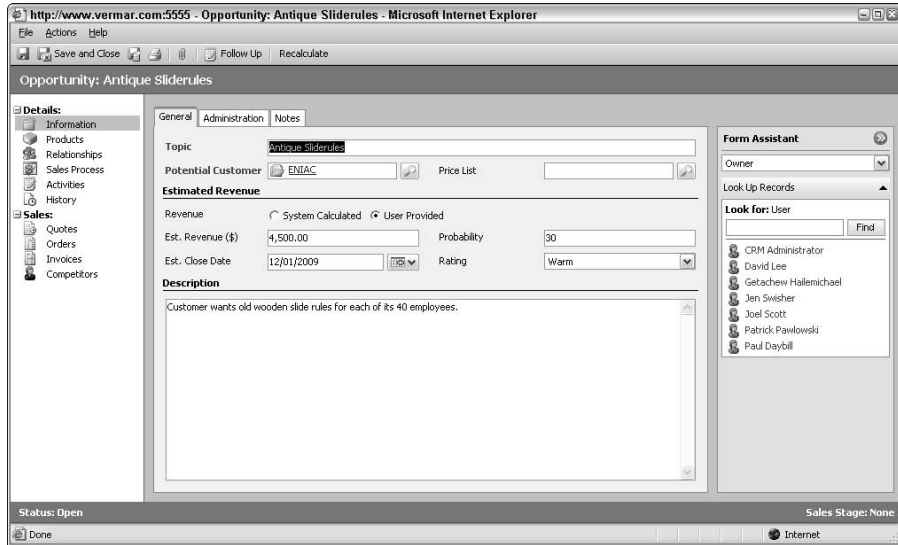 http://www.vermar.com:5555 - Opportunity: Antique Sliderules - Microsoft Internet Explorer
File Actions Help
Save and Close Follow Up Recalculate
Opportunity: Antique Sliderules
Details:
Information
Products
Relationships
Sales Process
Activities
History
Sales:
Quotes
Orders
Invoices
Competitors
General Administration Notes
Topic Antique Sliderules
Potential Customer ENIAC Price List
Estimated Revenue
Revenue System Calculated User Provided
Est. Revenue ($) 4,500.00 Probability 30
Est. Close Date 12/01/2009 Rating Warm
Description
Customer wants old wooden slide rules for each of its 40 employees.
Form Assistant
Owner
Look Up Records
Look for: User
Find
CRM Administrator
David Lee
Getachew Hailemichael
Jen Swisher
Joel Scott
Patrick Pawlowski
Paul Daybill
Status: Open Sales Stage: None
Done Internet